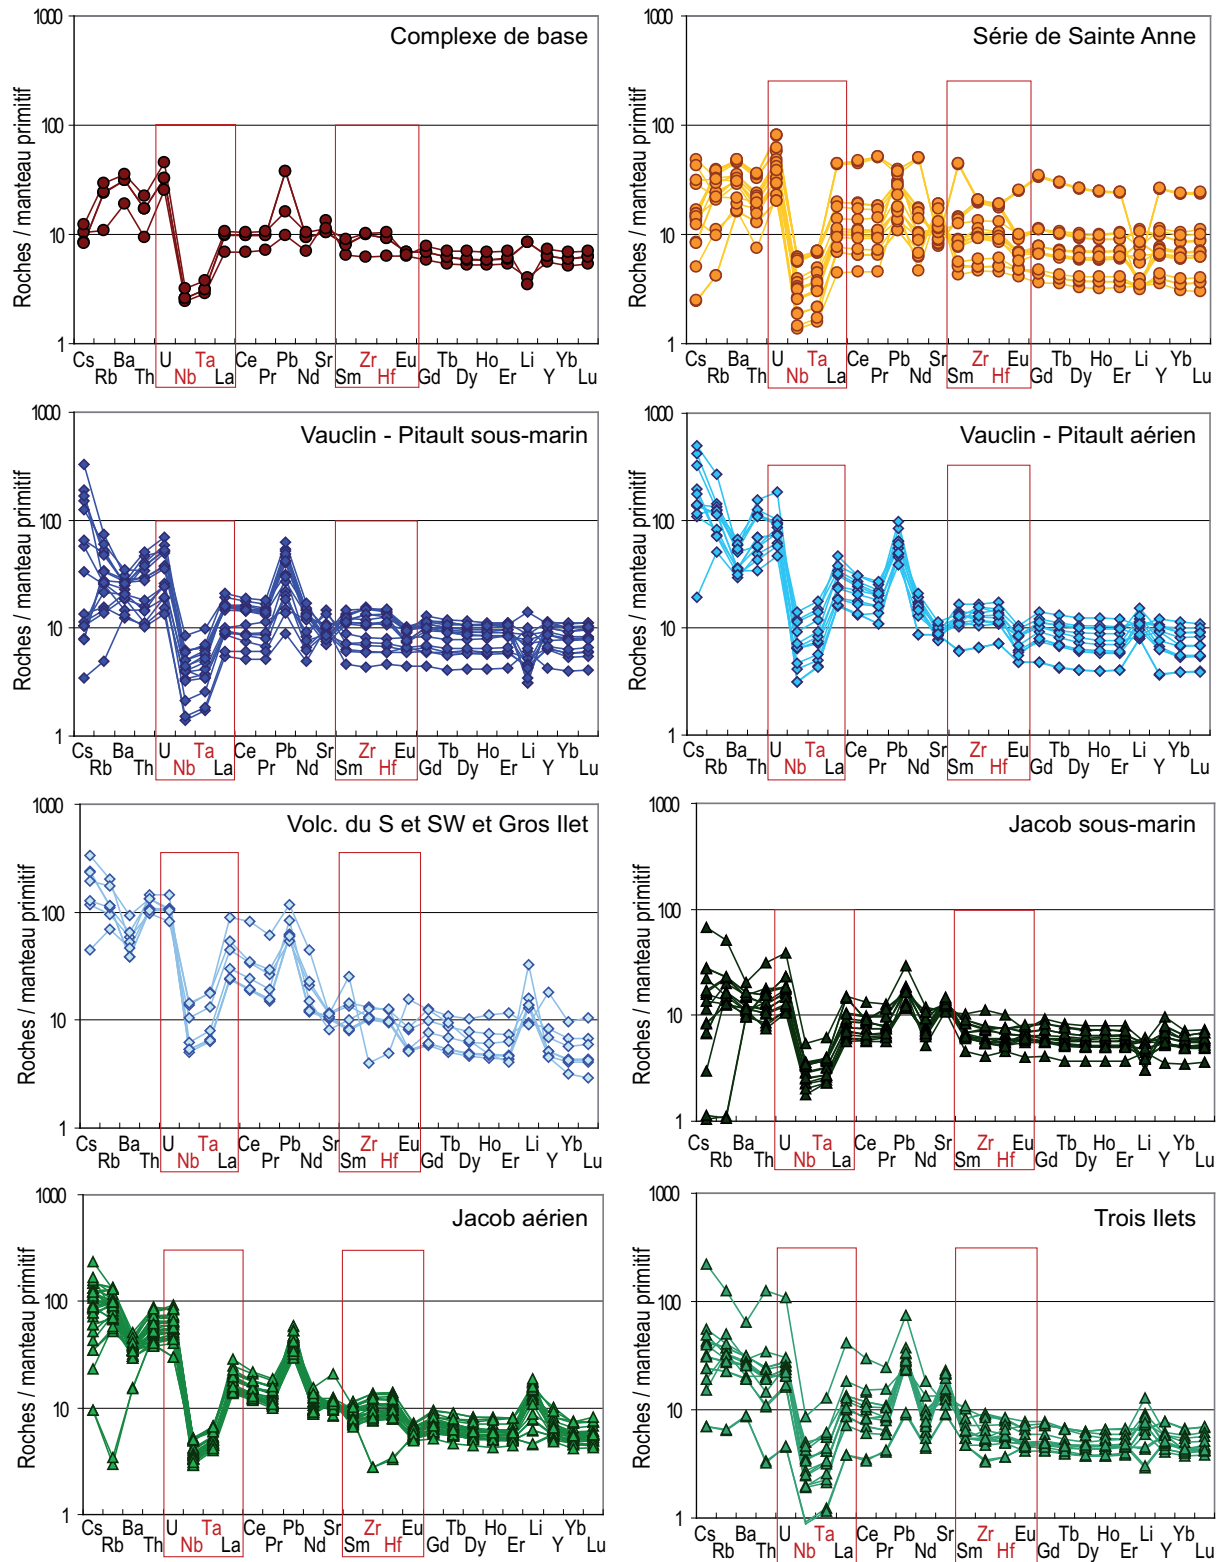 Complexe de base
Roches / manteau primitif
1000
100
10
1
Cs Ba U Ta Ce Pb Sr Zr Eu Tb Ho Li Yb
Rb Th Nb La Pr Nd Sm Hf Gd Dy Er Y Lu
Série de Sainte Anne
Roches / manteau primitif
1000
100
10
1
Cs Ba U Ta Ce Pb Sr Zr Eu Tb Ho Li Yb
Rb Th Nb La Pr Nd Sm Hf Gd Dy Er Y Lu
Vauclin - Pitault sous-marin
Roches / manteau primitif
1000
100
10
1
Cs Ba U Ta Ce Pb Sr Zr Eu Tb Ho Li Yb
Rb Th Nb La Pr Nd Sm Hf Gd Dy Er Y Lu
Vauclin - Pitault aérien
Roches / manteau primitif
1000
100
10
1
Cs Ba U Ta Ce Pb Sr Zr Eu Tb Ho Li Yb
Rb Th Nb La Pr Nd Sm Hf Gd Dy Er Y Lu
Volc. du S et SW et Gros Ilet
Roches / manteau primitif
1000
100
10
1
Cs Ba U Ta Ce Pb Sr Zr Eu Tb Ho Li Yb
Rb Th Nb La Pr Nd Sm Hf Gd Dy Er Y Lu
Jacob sous-marin
Roches / manteau primitif
1000
100
10
1
Cs Ba U Ta Ce Pb Sr Zr Eu Tb Ho Li Yb
Rb Th Nb La Pr Nd Sm Hf Gd Dy Er Y Lu
Jacob aérien
Roches / manteau primitif
1000
100
10
1
Cs Ba U Ta Ce Pb Sr Zr Eu Tb Ho Li Yb
Rb Th Nb La Pr Nd Sm Hf Gd Dy Er Y Lu
Trois Ilets
Roches / manteau primitif
1000
100
10
1
Cs Ba U Ta Ce Pb Sr Zr Eu Tb Ho Li Yb
Rb Th Nb La Pr Nd Sm Hf Gd Dy Er Y Lu